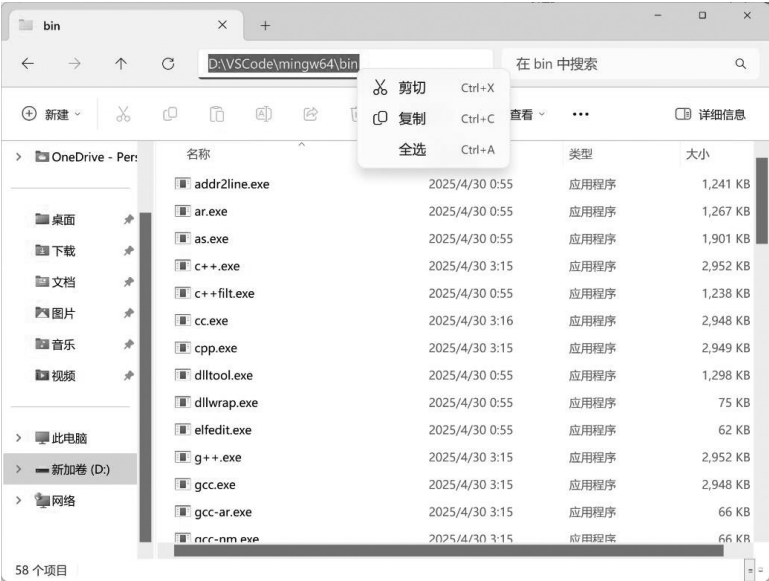 bin
D:\VSCode\mingw64\bin
在 bin 中搜索
剪切 Ctrl+X
复制 Ctrl+C
全选 Ctrl+A
新建
查看
详细信息
OneDrive - Pers
桌面
下载
文档
图片
音乐
视频
此电脑
新加卷 (D:)
网络
名称 类型 大小
addr2line.exe 2025/4/30 0:55 应用程序 1,241 KB
ar.exe 2025/4/30 0:55 应用程序 1,267 KB
as.exe 2025/4/30 0:55 应用程序 1,901 KB
c++.exe 2025/4/30 3:15 应用程序 2,952 KB
c++filt.exe 2025/4/30 0:55 应用程序 1,238 KB
cc.exe 2025/4/30 3:16 应用程序 2,948 KB
cpp.exe 2025/4/30 3:15 应用程序 2,949 KB
dlltool.exe 2025/4/30 0:55 应用程序 1,298 KB
dllwrap.exe 2025/4/30 0:55 应用程序 75 KB
elfedit.exe 2025/4/30 0:55 应用程序 62 KB
g++.exe 2025/4/30 3:15 应用程序 2,952 KB
gcc.exe 2025/4/30 3:15 应用程序 2,948 KB
gcc-ar.exe 2025/4/30 3:15 应用程序 66 KB
gcc-nm.exe 2025/4/30 3:15 应用程序 66 KB
58 个项目